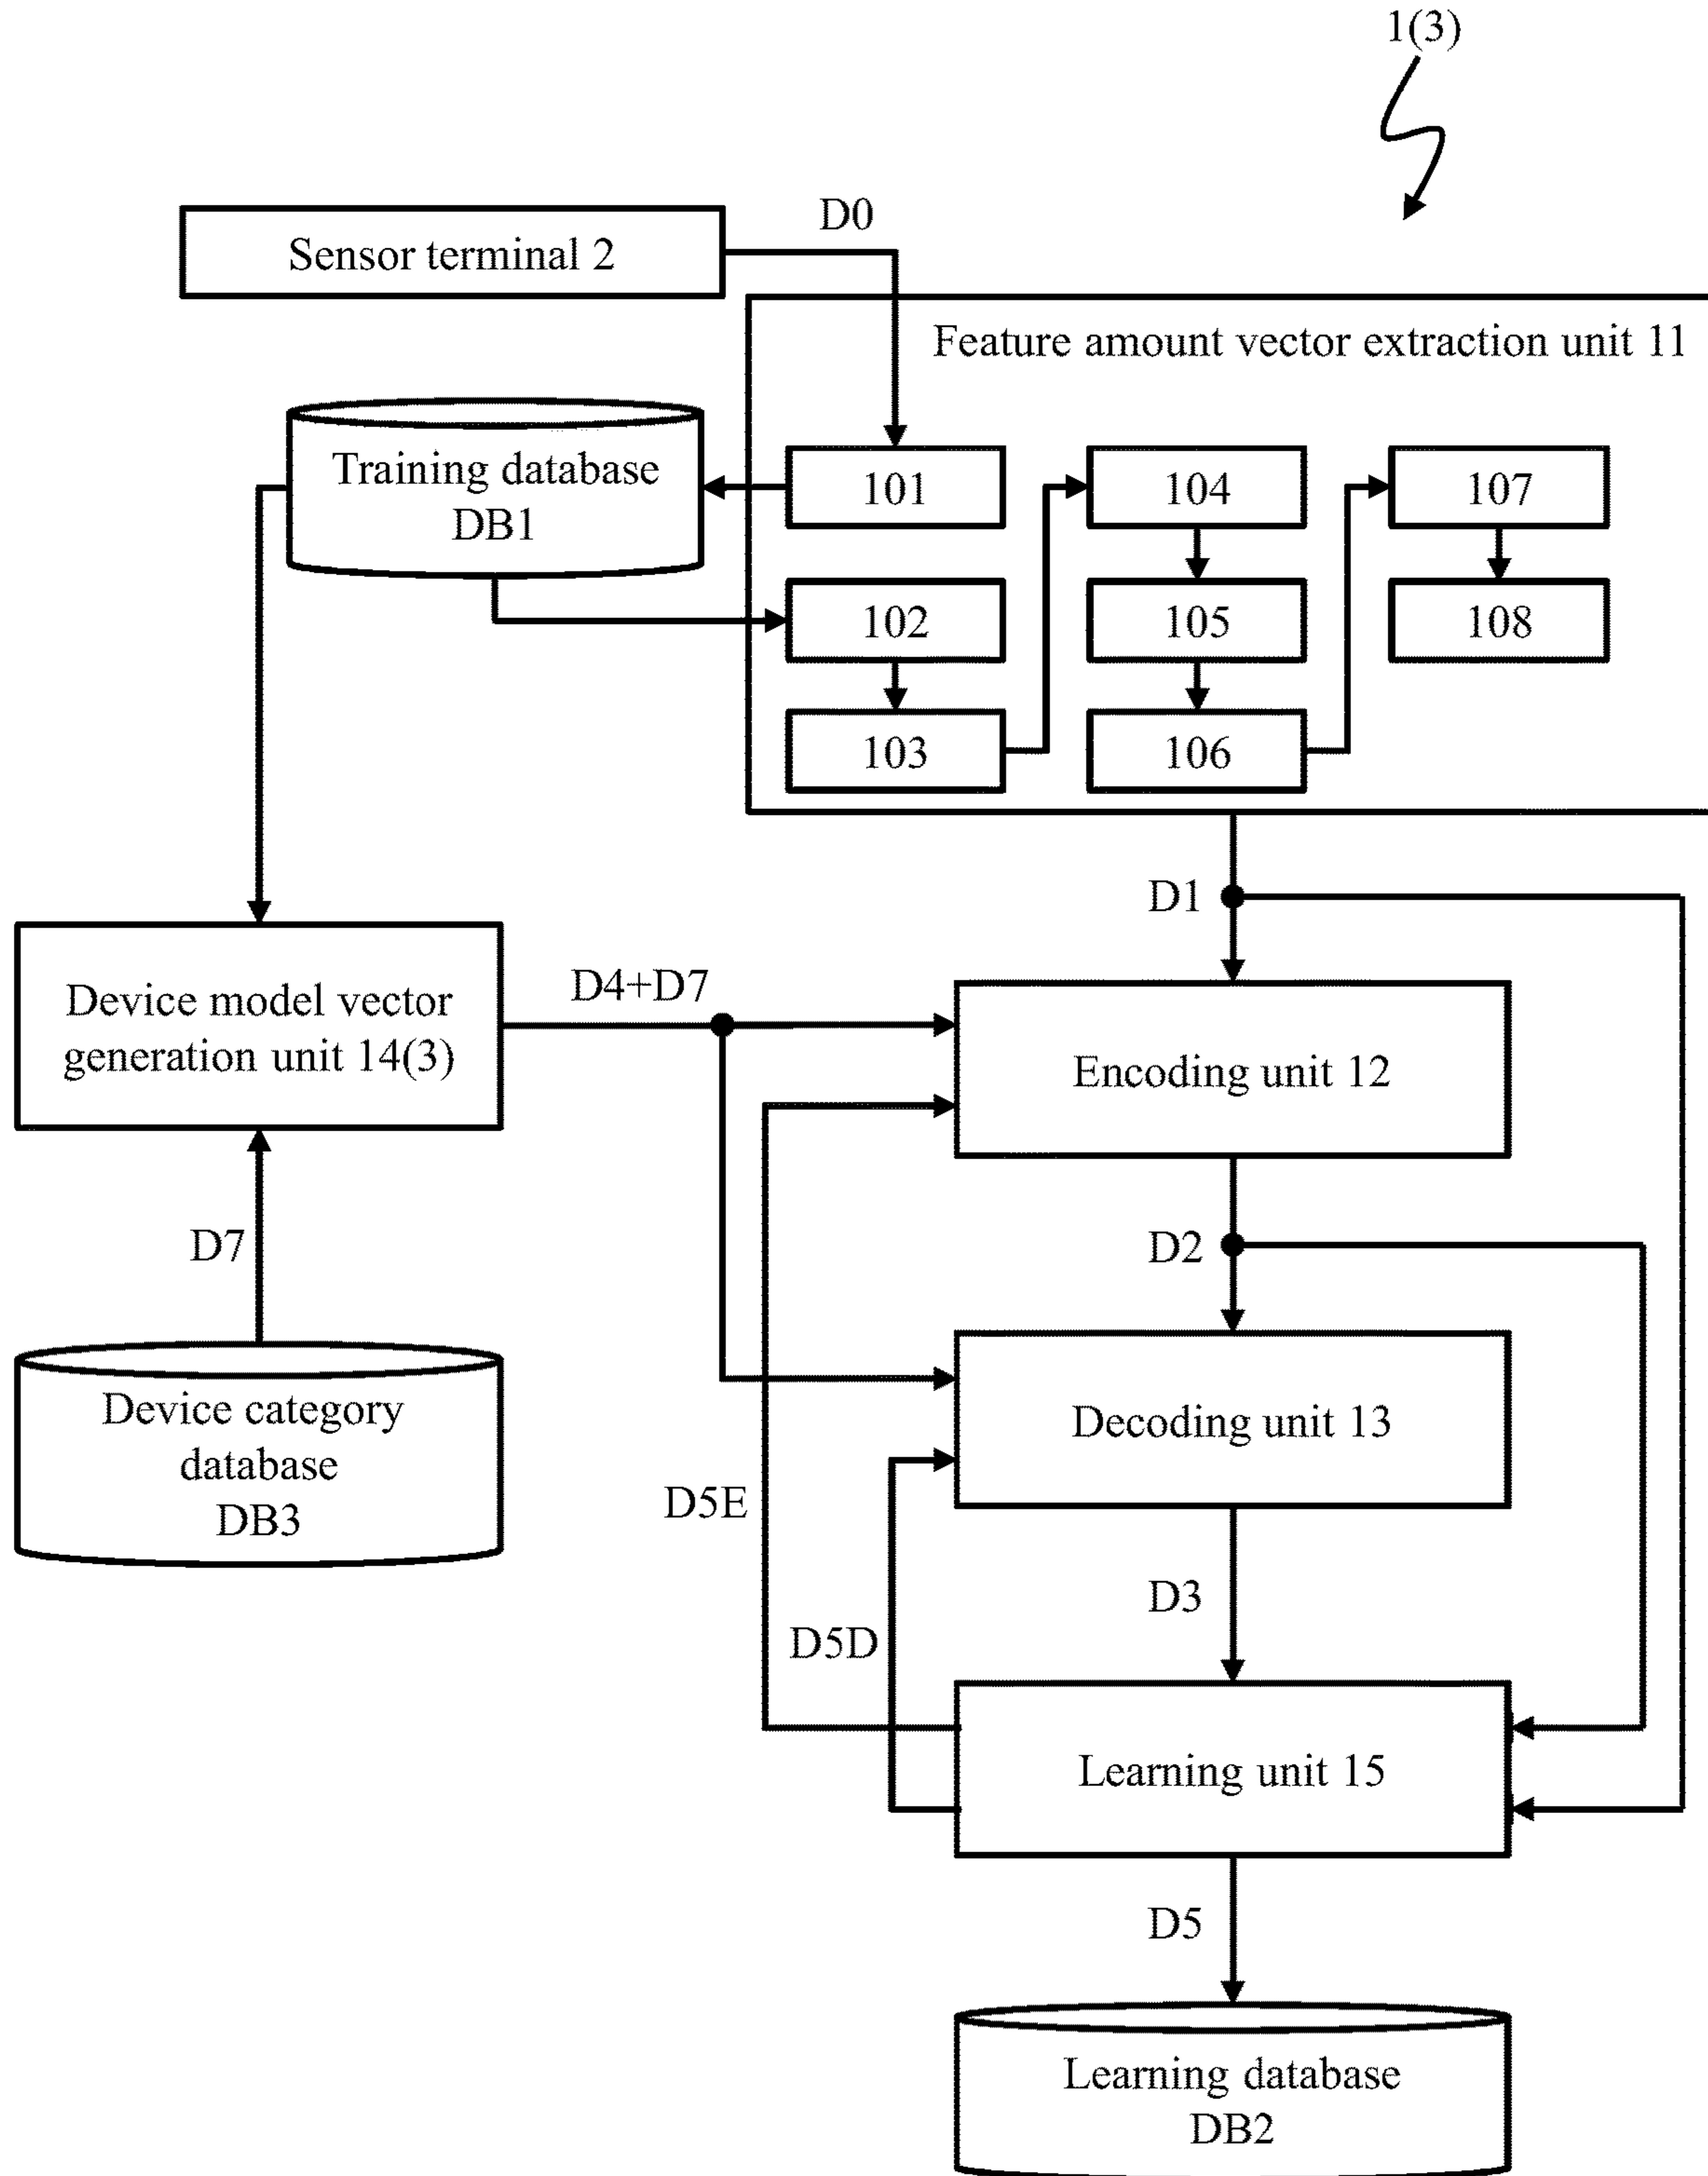 1(3)
D0
Sensor terminal 2
Feature amount vector extraction unit 11
Training database
DB1
101
104
107
102
105
108
103
106
D1
Device model vector
generation unit 14(3)
D4+D7
Encoding unit 12
D7
D2
Device category
database
DB3
Decoding unit 13
D5E
D3
D5D
Learning unit 15
D5
Learning database
DB2